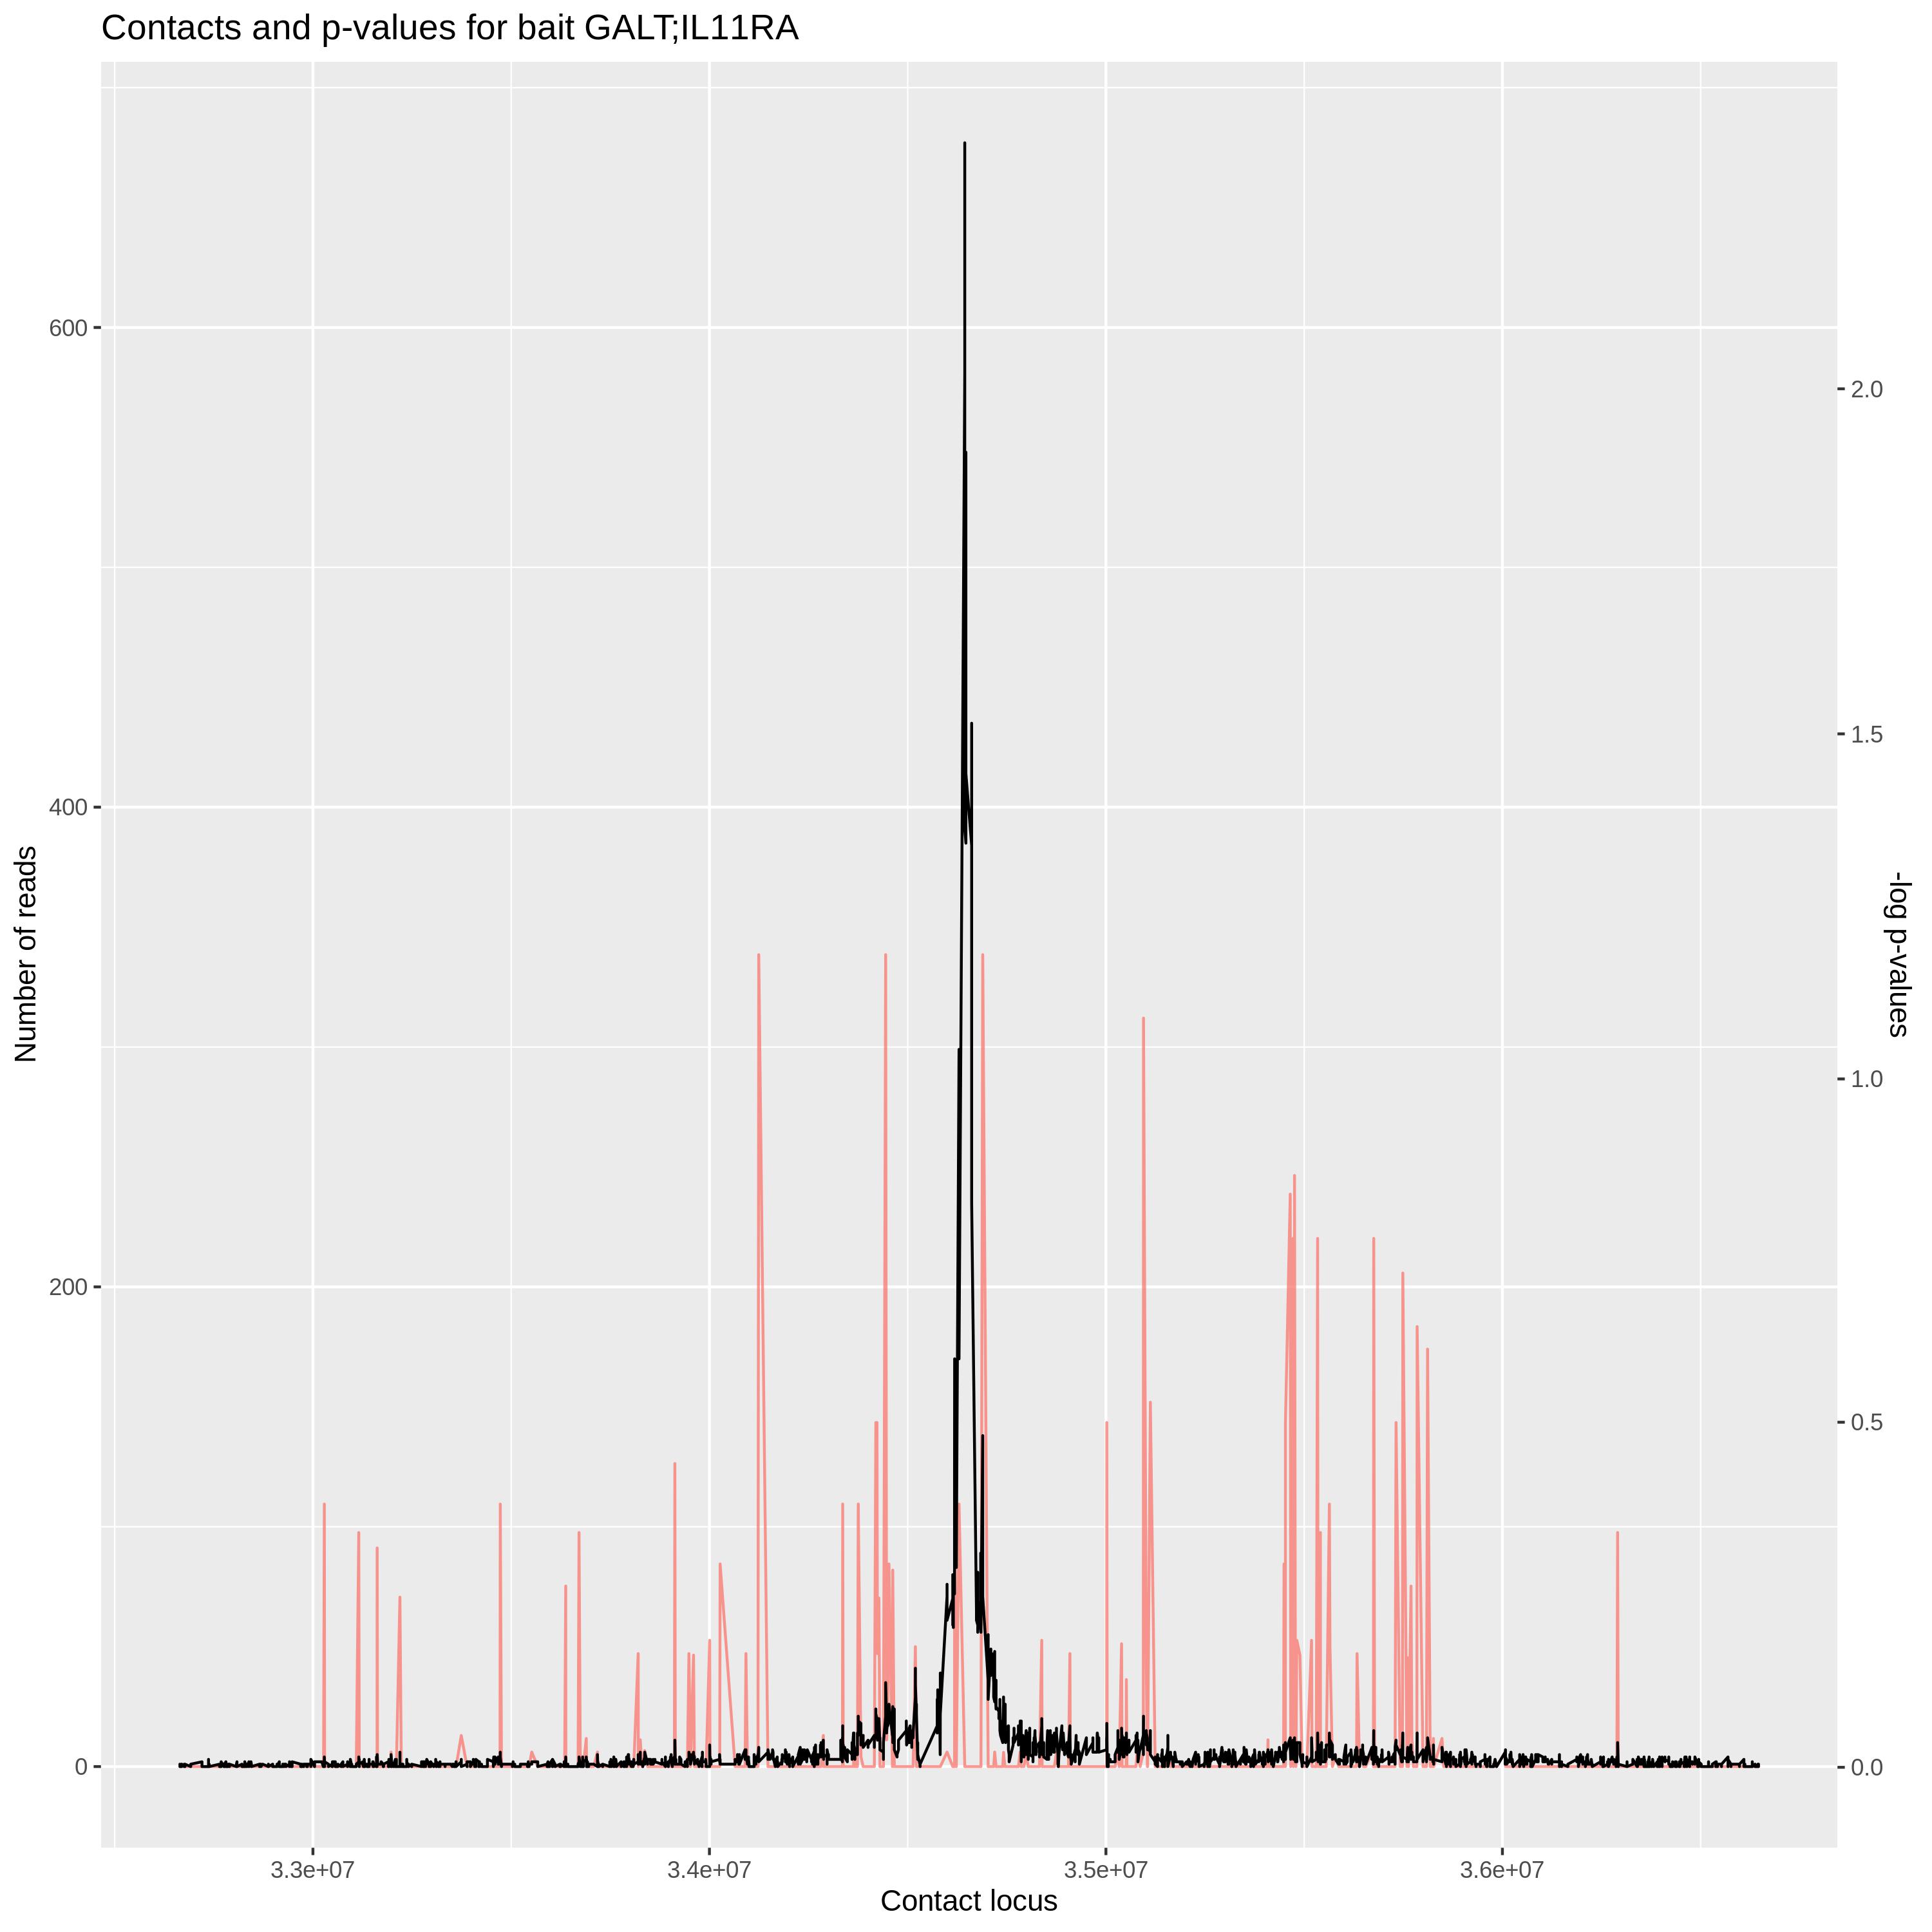 Contacts and p-values for bait GALT;IL11RA
Number of reads
600
400
200
0
2.0
1.5
1.0
0.5
0.0
-log p-values
3.3e+07
3.4e+07
3.5e+07
3.6e+07
Contact locus